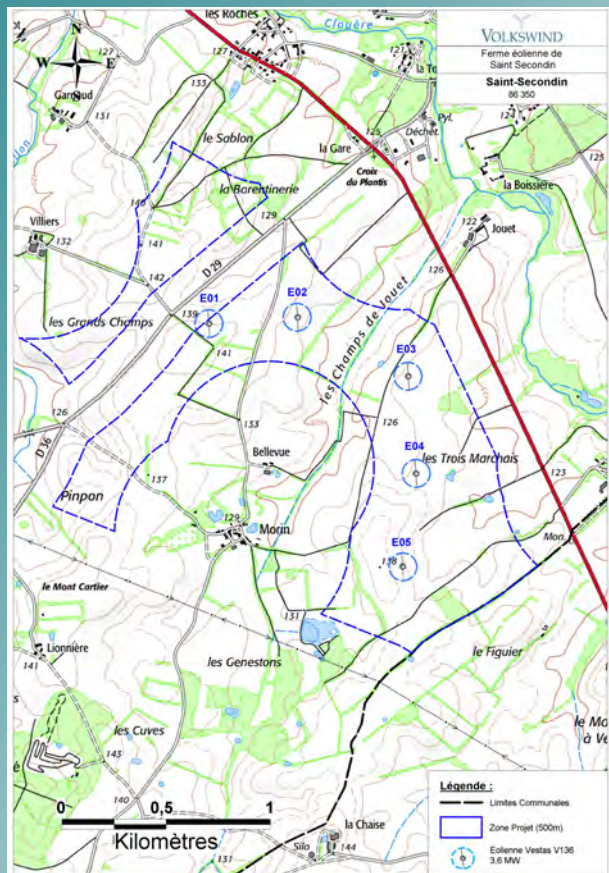 VOLKSWIND
Ferme éolienne de
Saint Secondin
Saint-Secondin
86 350
N
W
E
S
les Roches
Clouère
127
127
121
133
151
le Sablon
Pyl.
Déchet.
124
125
125
la Gare
Croix
du Plantis
la Boissière
la Barentinerie
140
129
122
Jouet
Villiers
132
141
126
142
D 29
E01
E02
139
les Grands Champs
141
les Champs de Jouet
E03
126
133
126
D 36
E04
Bellevue
les Trois Marchais
123
137
Pinpon
129
Morin
Mon.
E05
138
le Mont Cartier
131
Lionnière
141
les Genestons
le Figuier
les Cuves
143
140
0
0,5
1
Kilomètres
la Chaise
Silo
144
131
Légende :
Limites Communales
Zone Projet (500m)
Eolienne Vestas V136
3,6 MW